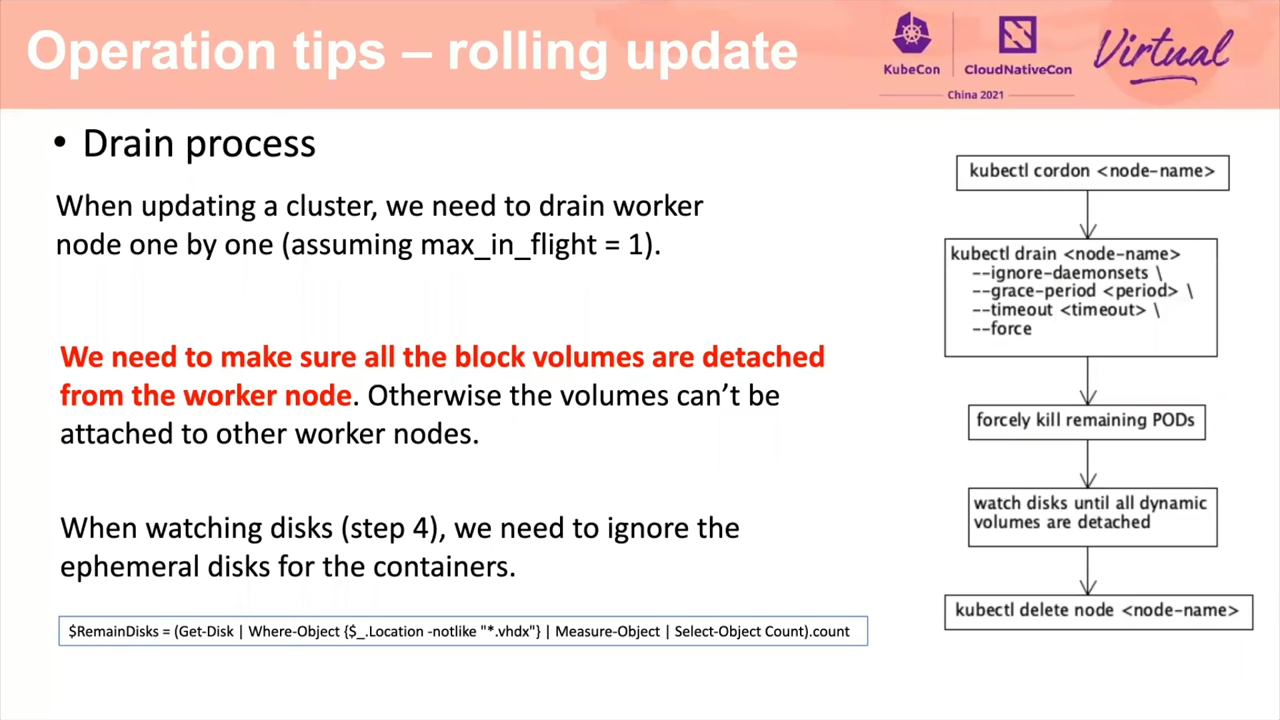 Operation tips – rolling update
KubeCon
CloudNativeCon
China 2021
Virtual
• Drain process
When updating a cluster, we need to drain worker
node one by one (assuming max_in_flight = 1).
We need to make sure all the block volumes are detached
from the worker node. Otherwise the volumes can’t be
attached to other worker nodes.
When watching disks (step 4), we need to ignore the
ephemeral disks for the containers.
$RemainDisks = (Get-Disk | Where-Object {$_.Location -notlike "*.vhdx"} | Measure-Object | Select-Object Count).count
kubectl cordon <node-name>
kubectl drain <node-name>
--ignore-daemonsets \
--grace-period <period> \
--timeout <timeout> \
--force
forcely kill remaining PODs
watch disks until all dynamic
volumes are detached
kubectl delete node <node-name>